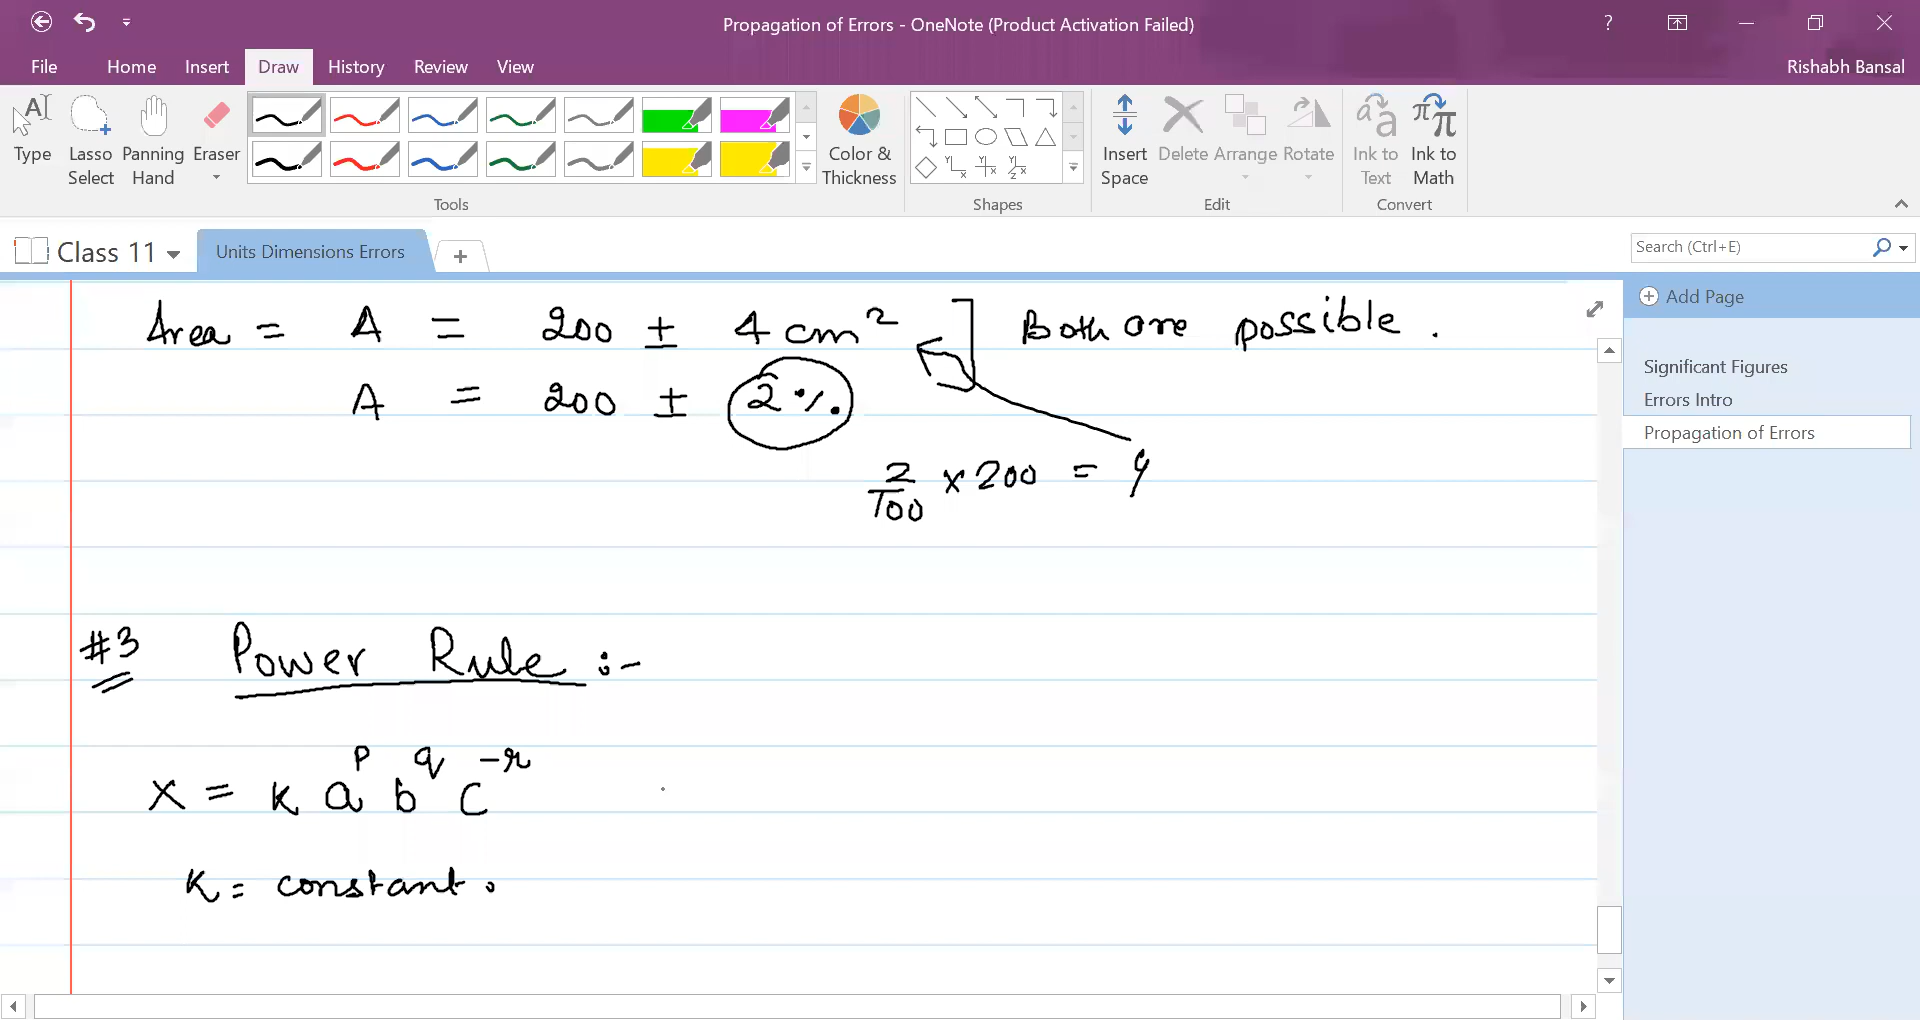 Propagation of Errors - OneNote (Product Activation Failed)
?
File Home Insert Draw History Review View
Rishabh Bansal
Type
Lasso Select
Panning Hand
Eraser
Color & Thickness
Insert Space
Delete
Arrange
Rotate
Ink to Text
Ink to Math
Tools
Shapes
Edit
Convert
Class 11
Units Dimensions Errors
Search (Ctrl+E)
Add Page
Significant Figures
Errors Intro
Propagation of Errors
Area = A = 200 ± 4 cm² ] Both are possible.
A = 200 ± 2%.
2/100 × 200 = 4
#3 Power Rule :-
X = K a^p b^q c^-r
K = constant.